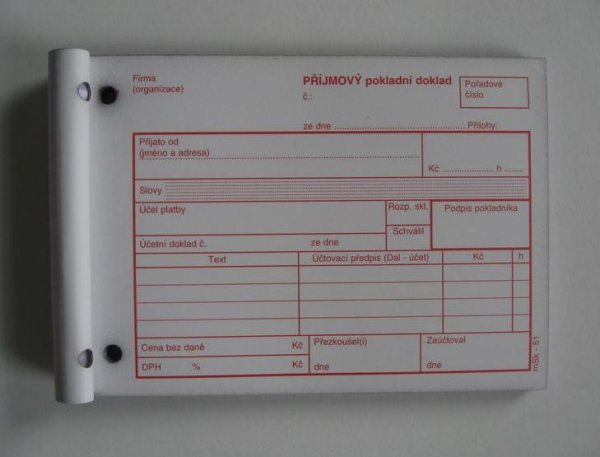 Firma
(organizace)
PŘÍJMOVÝ pokladní doklad
č.:
Pořadové
číslo
ze dne ........................................ Přílohy:
Přijato od
(jméno a adresa)
Kč .................... h .......
Slovy
Účel platby
Rozp. skl.
Podpis pokladníka
Schválil
Účetní doklad č. ze dne
Text Účtovací předpis (Dal - účet) Kč h
Cena bez daně Kč
Přezkoušel(i)
Zaúčtoval
DPH % Kč
dne
dne
mSk - 51